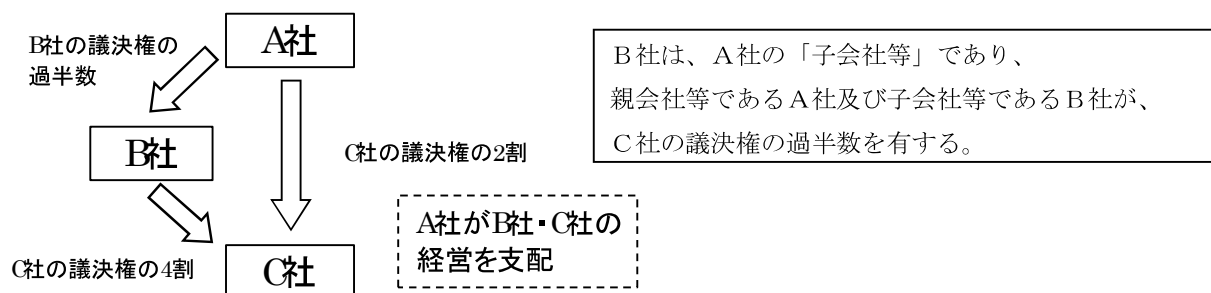 A社
B社の議決権の
過半数
B社
C社の議決権の2割
C社の議決権の4割
C社
A社がB社・C社の
経営を支配
B社は、A社の「子会社等」であり、
親会社等であるA社及び子会社等であるB社が、
C社の議決権の過半数を有する。